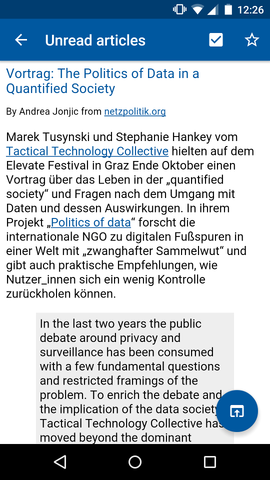 12:26
Unread articles
Vortrag: The Politics of Data in a
Quantified Society
By Andrea Jonjic from netzpolitik.org
Marek Tusynski und Stephanie Hankey vom
Tactical Technology Collective hielten auf dem
Elevate Festival in Graz Ende Oktober einen
Vortrag über das Leben in der „quantified
society“ und Fragen nach dem Umgang mit
Daten und dessen Auswirkungen. In ihrem
Projekt „Politics of data“ forscht die
internationale NGO zu digitalen Fußspuren in
einer Welt mit „zwanghafter Sammelwut“ und
gibt auch praktische Empfehlungen, wie
Nutzer_innen sich ein wenig Kontrolle
zurückholen können.
In the last two years the public
debate around privacy and
surveillance has been consumed
with a few fundamental questions
and restricted framings of the
problem. To enrich the debate and
the implication of the data society
Tactical Technology Collective has
moved beyond the dominant